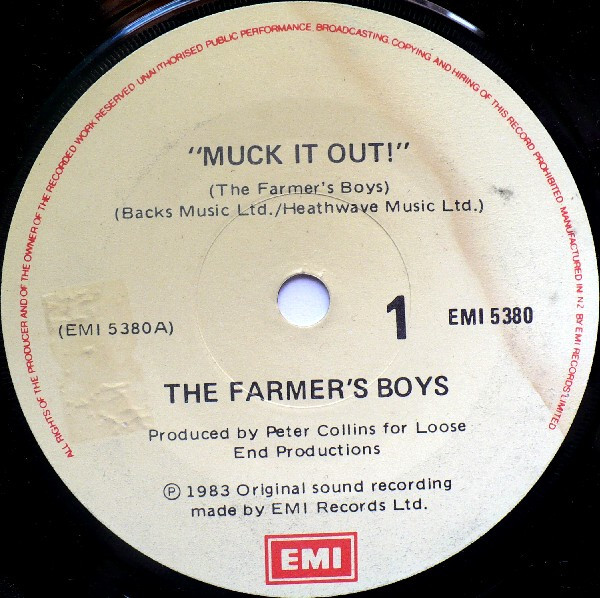 ALL RIGHTS OF THE PRODUCER AND OF THE OWNER OF THE RECORDED WORK RESERVED. UNAUTHORISED PUBLIC PERFORMANCE, BROADCASTING, COPYING AND HIRING OF THIS RECORD PROHIBITED. MANUFACTURED IN NZ BY EMI RECORDS LIMITED
"MUCK IT OUT!"
(The Farmer's Boys)
(Backs Music Ltd./Heathwave Music Ltd.)
(EMI 5380A) 1 EMI 5380
THE FARMER'S BOYS
Produced by Peter Collins for Loose
End Productions
Ⓟ 1983 Original sound recording
made by EMI Records Ltd.
EMI